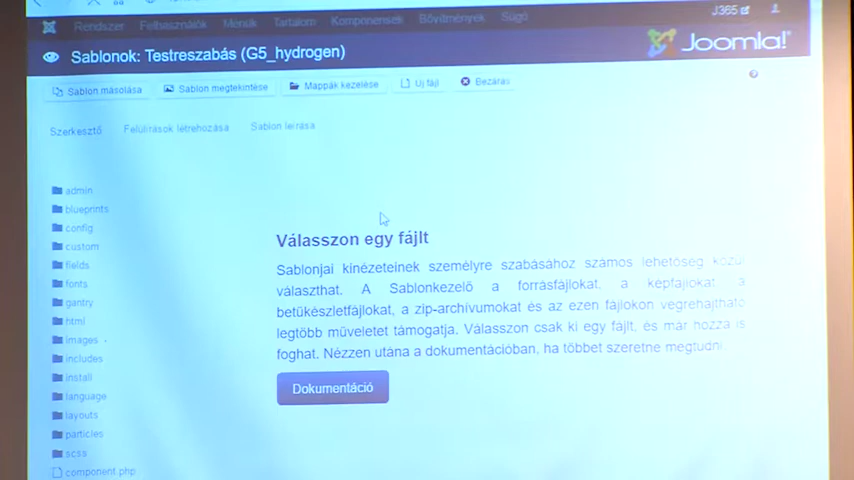 Rendszer Felhasználók Menük Tartalom Komponensek Bővítmények Súgó J365
Sablonok: Testreszabás (G5_hydrogen)
Joomla!®
Sablon másolása Sablon megtekintése Mappák kezelése Új fájl Bezárás
Szerkesztő Felülírások létrehozása Sablon leírása
admin
blueprints
config
custom
fields
fonts
gantry
html
images
includes
install
language
layouts
particles
scss
component.php
Válasszon egy fájlt
Sablonjai kinézeteinek személyre szabásához számos lehetőség közül
választhat. A Sablonkezelő a forrásfájlokat, a képfájlokat, a
betűkészletfájlokat, a zip-archívumokat és az ezen fájlokon végrehajtható
legtöbb műveletet támogatja. Válasszon csak ki egy fájlt, és már hozzá is
foghat. Nézzen utána a dokumentációban, ha többet szeretne megtudni.
Dokumentáció